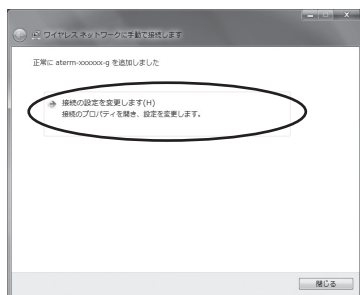 ワイヤレス ネットワークに手動で接続します
正常に aterm-xxxxxx-g を追加しました
接続の設定を変更します(H)
接続のプロパティを開き、設定を変更します。
閉じる